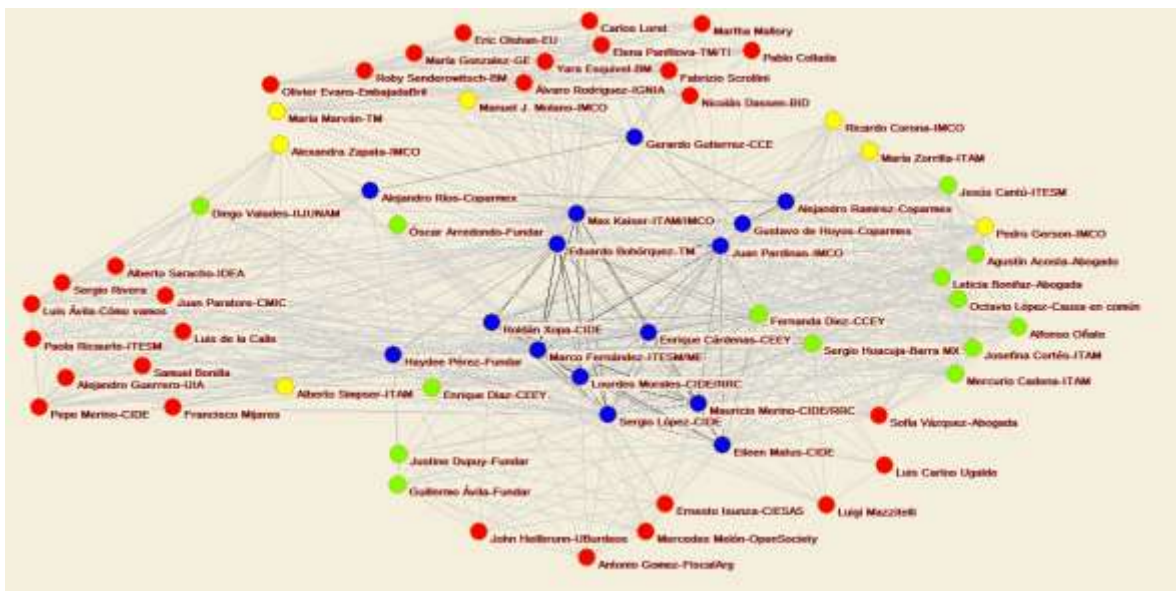 Carlos Loret
Martha Mallory
Eric Olshan-EU
Elena Panfilova-TM/TI
María Gonzalez-GE
Yara Esquivel-BM
Pablo Collada
Roby Senderowitsch-BM
Fabrizio Scrollini
Olivier Evans-EmbajadaBrit
Álvaro Rodríguez-IGNIA
Manuel J. Molano-IMCO
Nicolás Dassen-BID
María Marván-TM
Ricardo Corona-IMCO
Gerardo Gutierrez-CCE
Alexandra Zapata-IMCO
María Zorrilla-ITAM
Jesús Cantú-ITESM
Alejandro Ríos-Coparmex
Alejandro Ramírez-Coparmex
Diego Valades-IIJUNAM
Max Kaiser-ITAM/IMCO
Óscar Arredondo-Fundar
Gustavo de Hoyos-Coparmex
Pedro Gerson-IMCO
Eduardo Bohórquez-TM
Juan Pardinas-IMCO
Agustín Acosta-Abogado
Alberto Saracho-IDEA
Leticia Bonifaz-Abogada
Sergio Rivera
Juan Paratore-CMIC
Octavio López-Causa en común
Luis Ávila-Cómo vamos
Fernanda Díez-CCEY
Roldán Xopa-CIDE
Alfonso Oñate
Luis de la Calle
Enrique Cárdenas-CEEY
Paola Ricaurte-ITESM
Sergio Huacuja-Barra MX
Josefina Cortés-ITAM
Haydee Pérez-Fundar
Marco Fernández-ITESM/ME
Samuel Bonilla
Alejandro Guerrero-UIA
Lourdes Morales-CIDE/RRC
Mercurio Cadena-ITAM
Alberto Simpser-ITAM
Enrique Díaz-CEEY
Pepe Merino-CIDE
Francisco Mijares
Mauricio Merino-CIDE/RRC
Sergio López-CIDE
Sofía Vázquez-Abogada
Eileen Matus-CIDE
Justine Dupuy-Fundar
Luis Carlos Ugalde
Guillermo Ávila-Fundar
Ernesto Isunza-CIESAS
Luigi Mazzitelli
John Heilbrunn-UBurdeos
Mercedes Melón-OpenSociety
Antonio Gomez-FiscalArg